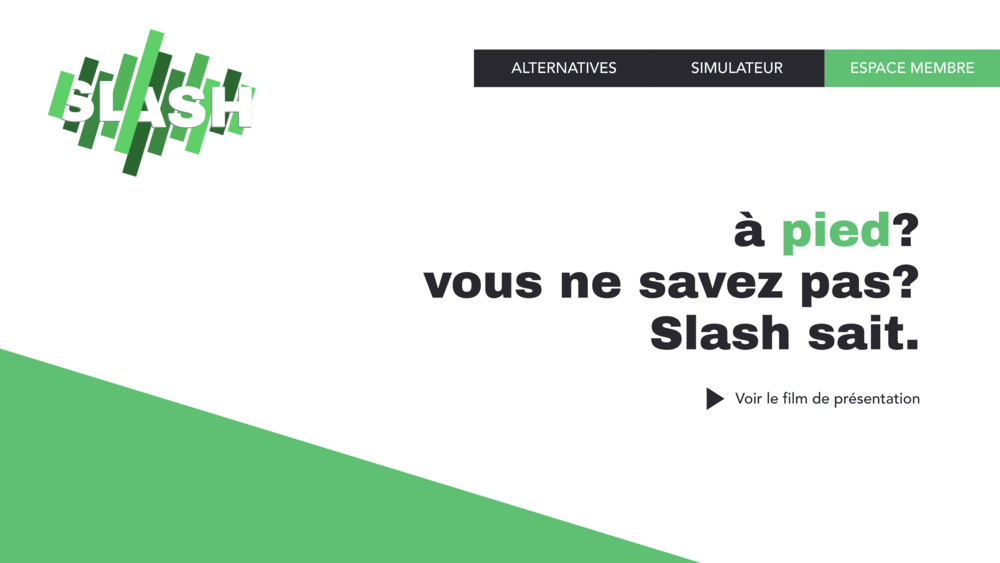 SLASH
ALTERNATIVES SIMULATEUR ESPACE MEMBRE
à pied?
vous ne savez pas?
Slash sait.
Voir le film de présentation